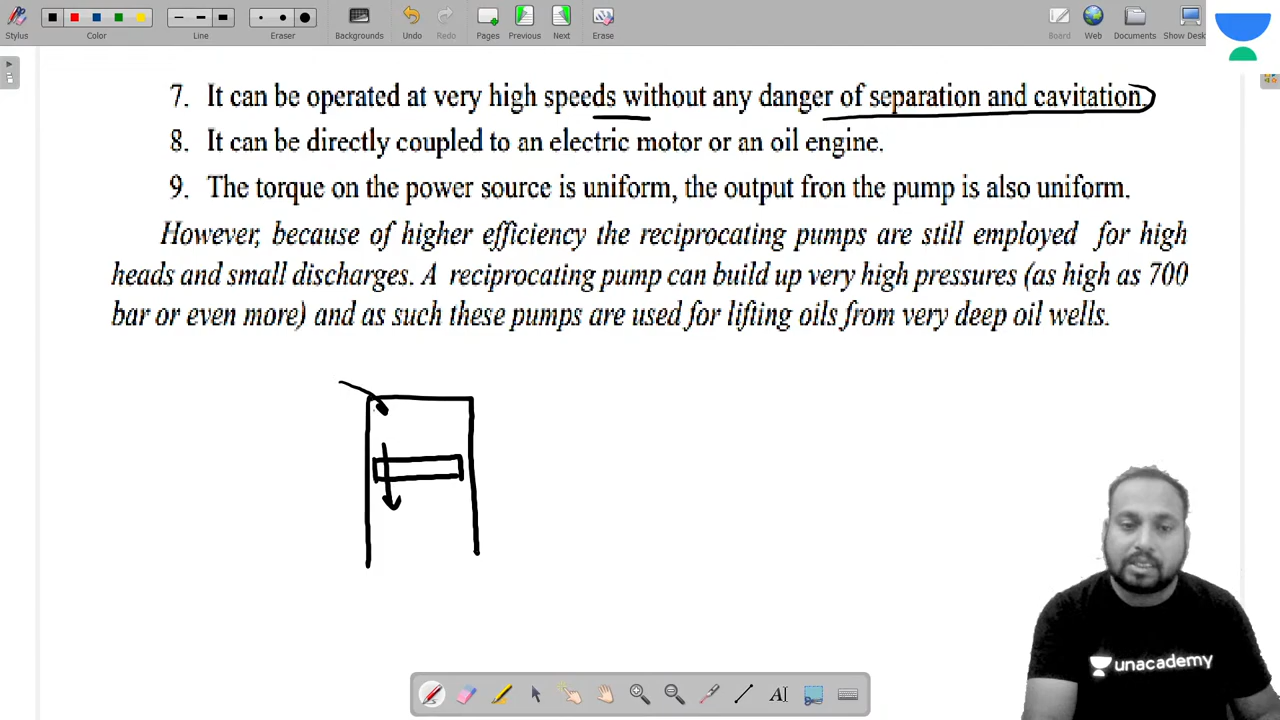 Stylus
Color
Line
Eraser
Backgrounds
Undo
Redo
Pages
Previous
Next
Erase
Board
Web
Documents
Show Desk
7. It can be operated at very high speeds without any danger of separation and cavitation.
8. It can be directly coupled to an electric motor or an oil engine.
9. The torque on the power source is uniform, the output fron the pump is also uniform.
However, because of higher efficiency the reciprocating pumps are still employed for high
heads and small discharges. A reciprocating pump can build up very high pressures (as high as 700
bar or even more) and as such these pumps are used for lifting oils from very deep oil wells.
unacademy
AI